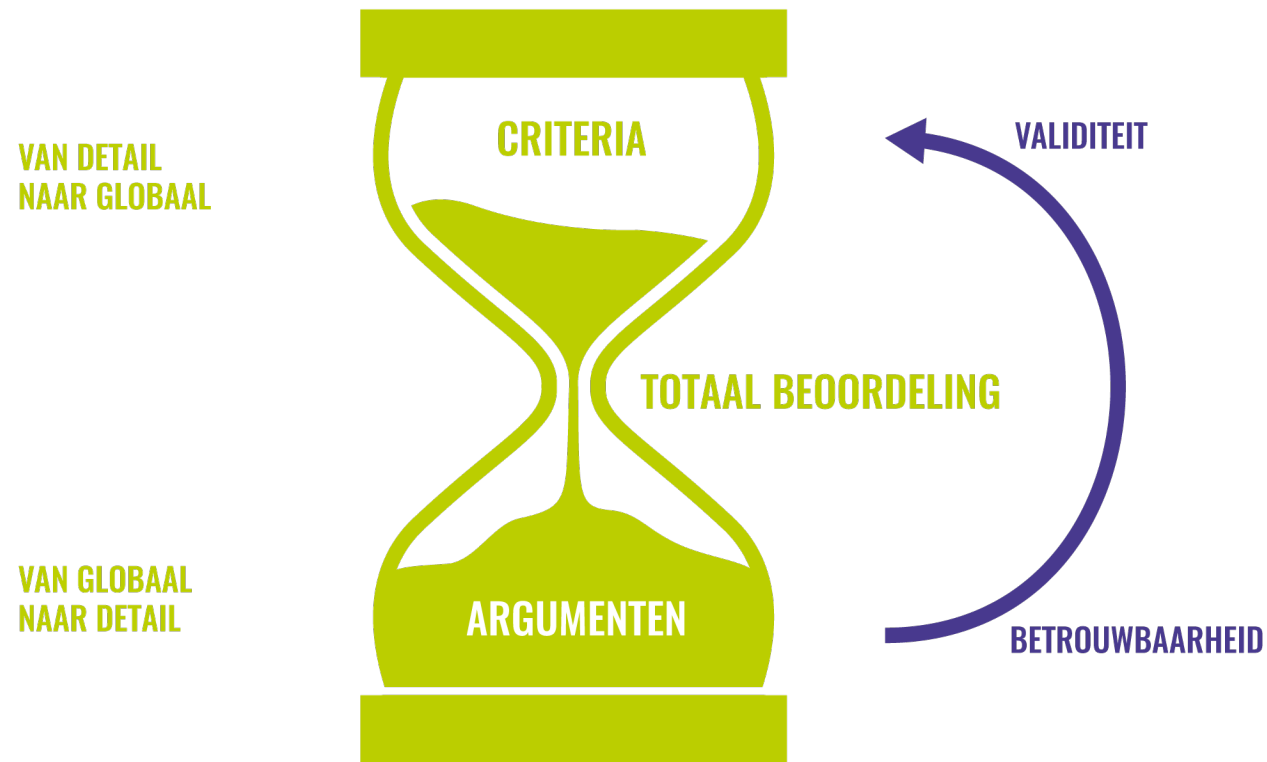 CRITERIA
VALIDITEIT
VAN DETAIL
NAAR GLOBAAL
TOTAAL BEOORDELING
VAN GLOBAAL
NAAR DETAIL
ARGUMENTEN
BETROUWBAARHEID